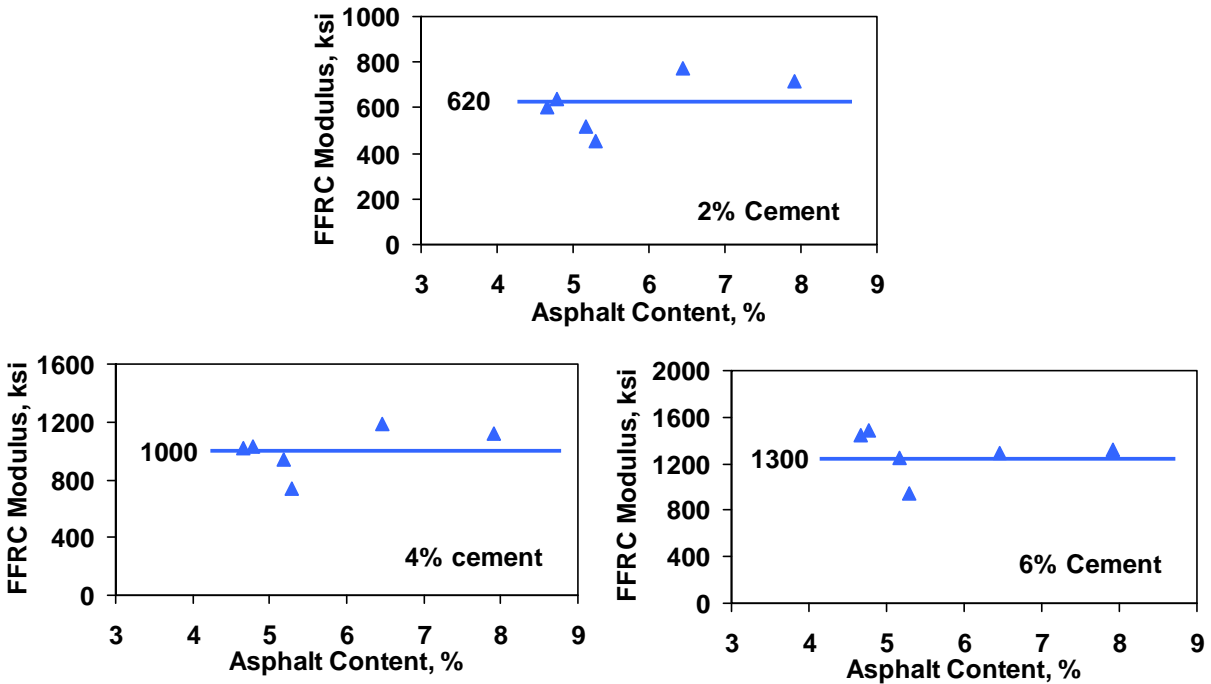 FFRC Modulus, ksi
1000
800
600
400
200
0
620
2% Cement
3 4 5 6 7 8 9
Asphalt Content, %
FFRC Modulus, ksi
1600
1200
800
400
0
1000
4% cement
3 4 5 6 7 8 9
Asphalt Content, %
FFRC Modulus, ksi
2000
1600
1200
800
400
0
1300
6% Cement
3 4 5 6 7 8 9
Asphalt Content, %